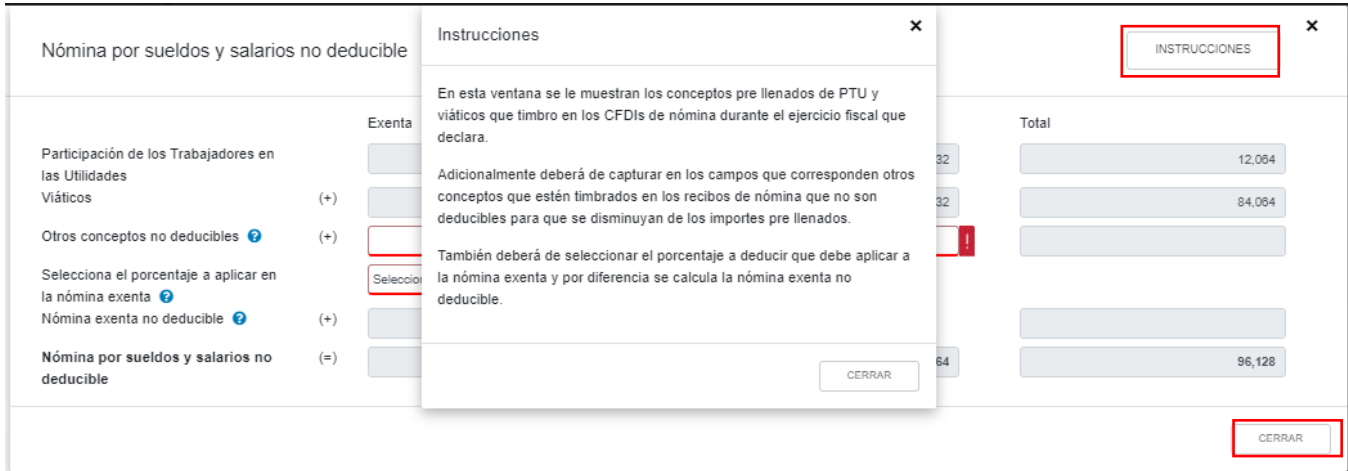 Nómina por sueldos y salarios no deducible
INSTRUCCIONES
Instrucciones
En esta ventana se le muestran los conceptos pre llenados de PTU y
viáticos que timbro en los CFDIs de nómina durante el ejercicio fiscal que
declara.
Adicionalmente deberá de capturar en los campos que corresponden otros
conceptos que estén timbrados en los recibos de nómina que no son
deducibles para que se disminuyan de los importes pre llenados.
También deberá de seleccionar el porcentaje a deducir que debe aplicar a
la nómina exenta y por diferencia se calcula la nómina exenta no
deducible.
CERRAR
Exenta
Total
Participación de los Trabajadores en
las Utilidades
32
12,064
Viáticos (+)
32
84,064
Otros conceptos no deducibles (+)
Selecciona el porcentaje a aplicar en
la nómina exenta
Nómina exenta no deducible (+)
Nómina por sueldos y salarios no
deducible
(=)
64
96,128
CERRAR